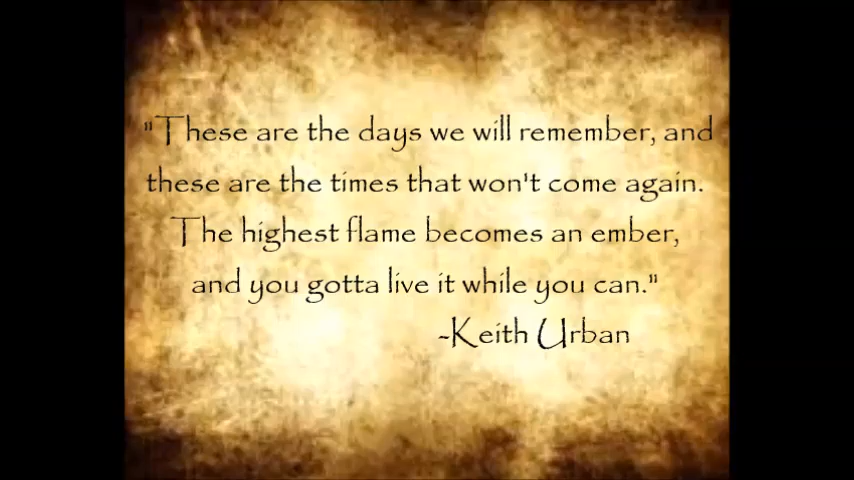 "These are the days we will remember, and
these are the times that won't come again.
The highest flame becomes an ember,
and you gotta live it while you can."
-Keith Urban